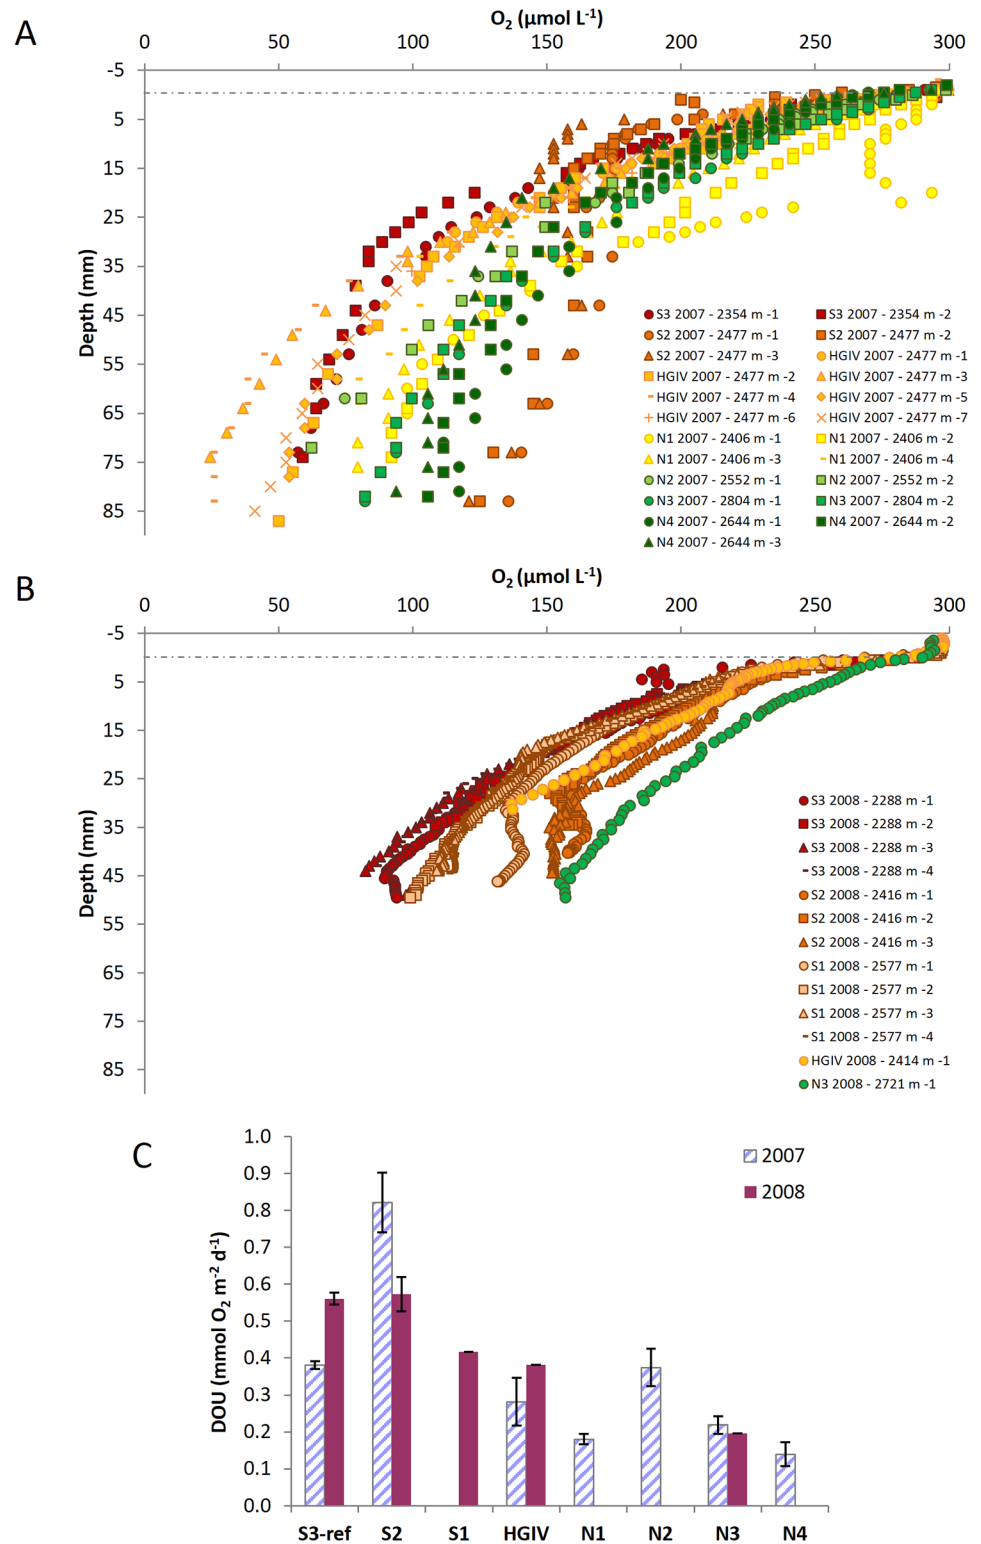 A
O2 (µmol L-1)
0 50 100 150 200 250 300
-5
5
15
25
35
45
55
65
75
85
Depth (mm)
S3 2007 - 2354 m -1 S3 2007 - 2354 m -2
S2 2007 - 2477 m -1 S2 2007 - 2477 m -2
S2 2007 - 2477 m -3 HGIV 2007 - 2477 m -1
HGIV 2007 - 2477 m -2 HGIV 2007 - 2477 m -3
HGIV 2007 - 2477 m -4 HGIV 2007 - 2477 m -5
HGIV 2007 - 2477 m -6 HGIV 2007 - 2477 m -7
N1 2007 - 2406 m -1 N1 2007 - 2406 m -2
N1 2007 - 2406 m -3 N1 2007 - 2406 m -4
N2 2007 - 2552 m -1 N2 2007 - 2552 m -2
N3 2007 - 2804 m -1 N3 2007 - 2804 m -2
N4 2007 - 2644 m -1 N4 2007 - 2644 m -2
N4 2007 - 2644 m -3
B
O2 (µmol L-1)
0 50 100 150 200 250 300
-5
5
15
25
35
45
55
65
75
85
Depth (mm)
S3 2008 - 2288 m -1
S3 2008 - 2288 m -2
S3 2008 - 2288 m -3
S3 2008 - 2288 m -4
S2 2008 - 2416 m -1
S2 2008 - 2416 m -2
S2 2008 - 2416 m -3
S1 2008 - 2577 m -1
S1 2008 - 2577 m -2
S1 2008 - 2577 m -3
S1 2008 - 2577 m -4
HGIV 2008 - 2414 m -1
N3 2008 - 2721 m -1
C
1.0
0.9
0.8
0.7
0.6
0.5
0.4
0.3
0.2
0.1
0.0
DOU (mmol O2 m-2 d-1)
2007
2008
S3-ref S2 S1 HGIV N1 N2 N3 N4